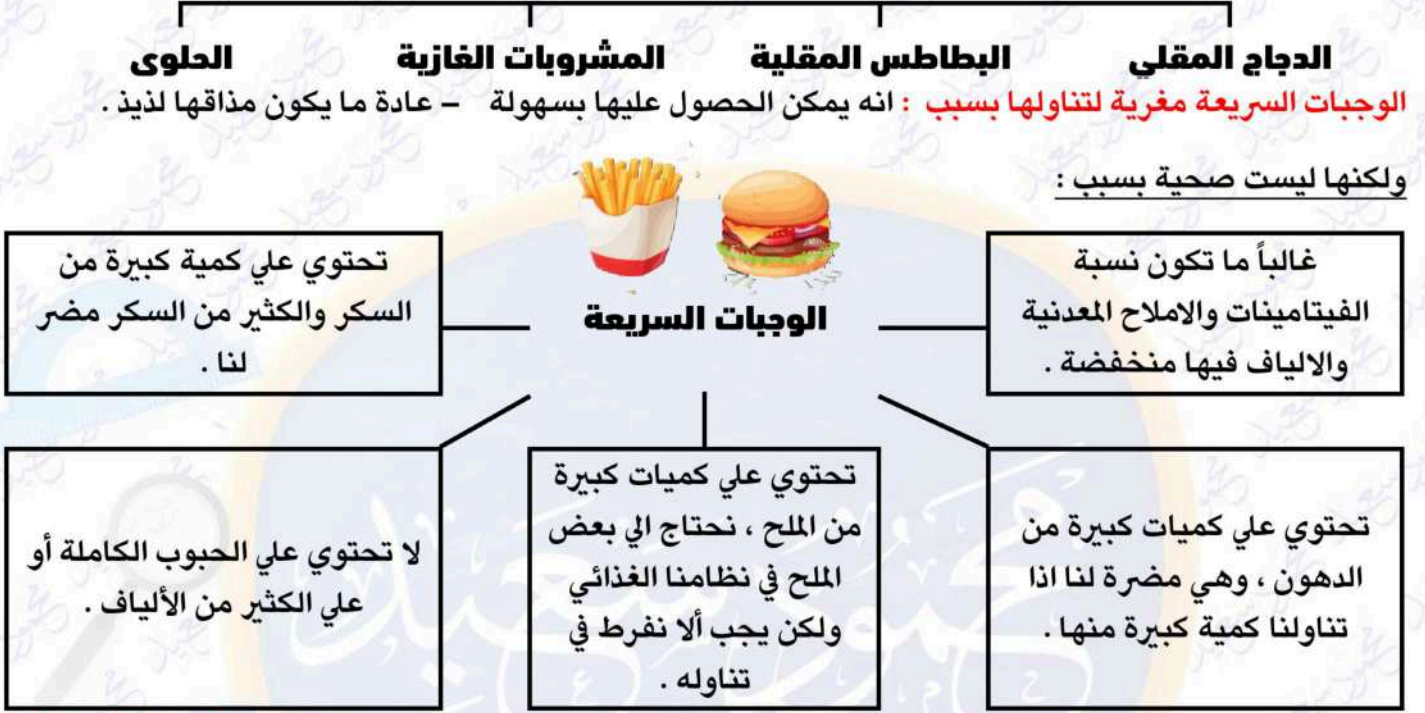 الدجاج المقلي
البطاطس المقلية
المشروبات الغازية
الحلوى
الوجبات السريعة مغرية لتناولها بسبب : انه يمكن الحصول عليها بسهولة – عادة ما يكون مذاقها لذيذ .
ولكنها ليست صحية بسبب :
غالباً ما تكون نسبة
الفيتامينات والاملاح المعدنية
والالياف فيها منخفضة .
الوجبات السريعة
تحتوي علي كمية كبيرة من
السكر والكثير من السكر مضر
لنا .
تحتوي علي كميات كبيرة من
الدهون ، وهي مضرة لنا اذا
تناولنا كمية كبيرة منها .
تحتوي علي كميات كبيرة
من الملح ، نحتاج الي بعض
الملح في نظامنا الغذائي
ولكن يجب ألا نفرط في
تناوله .
لا تحتوي علي الحبوب الكاملة أو
علي الكثير من الألياف .
محمود سعيد